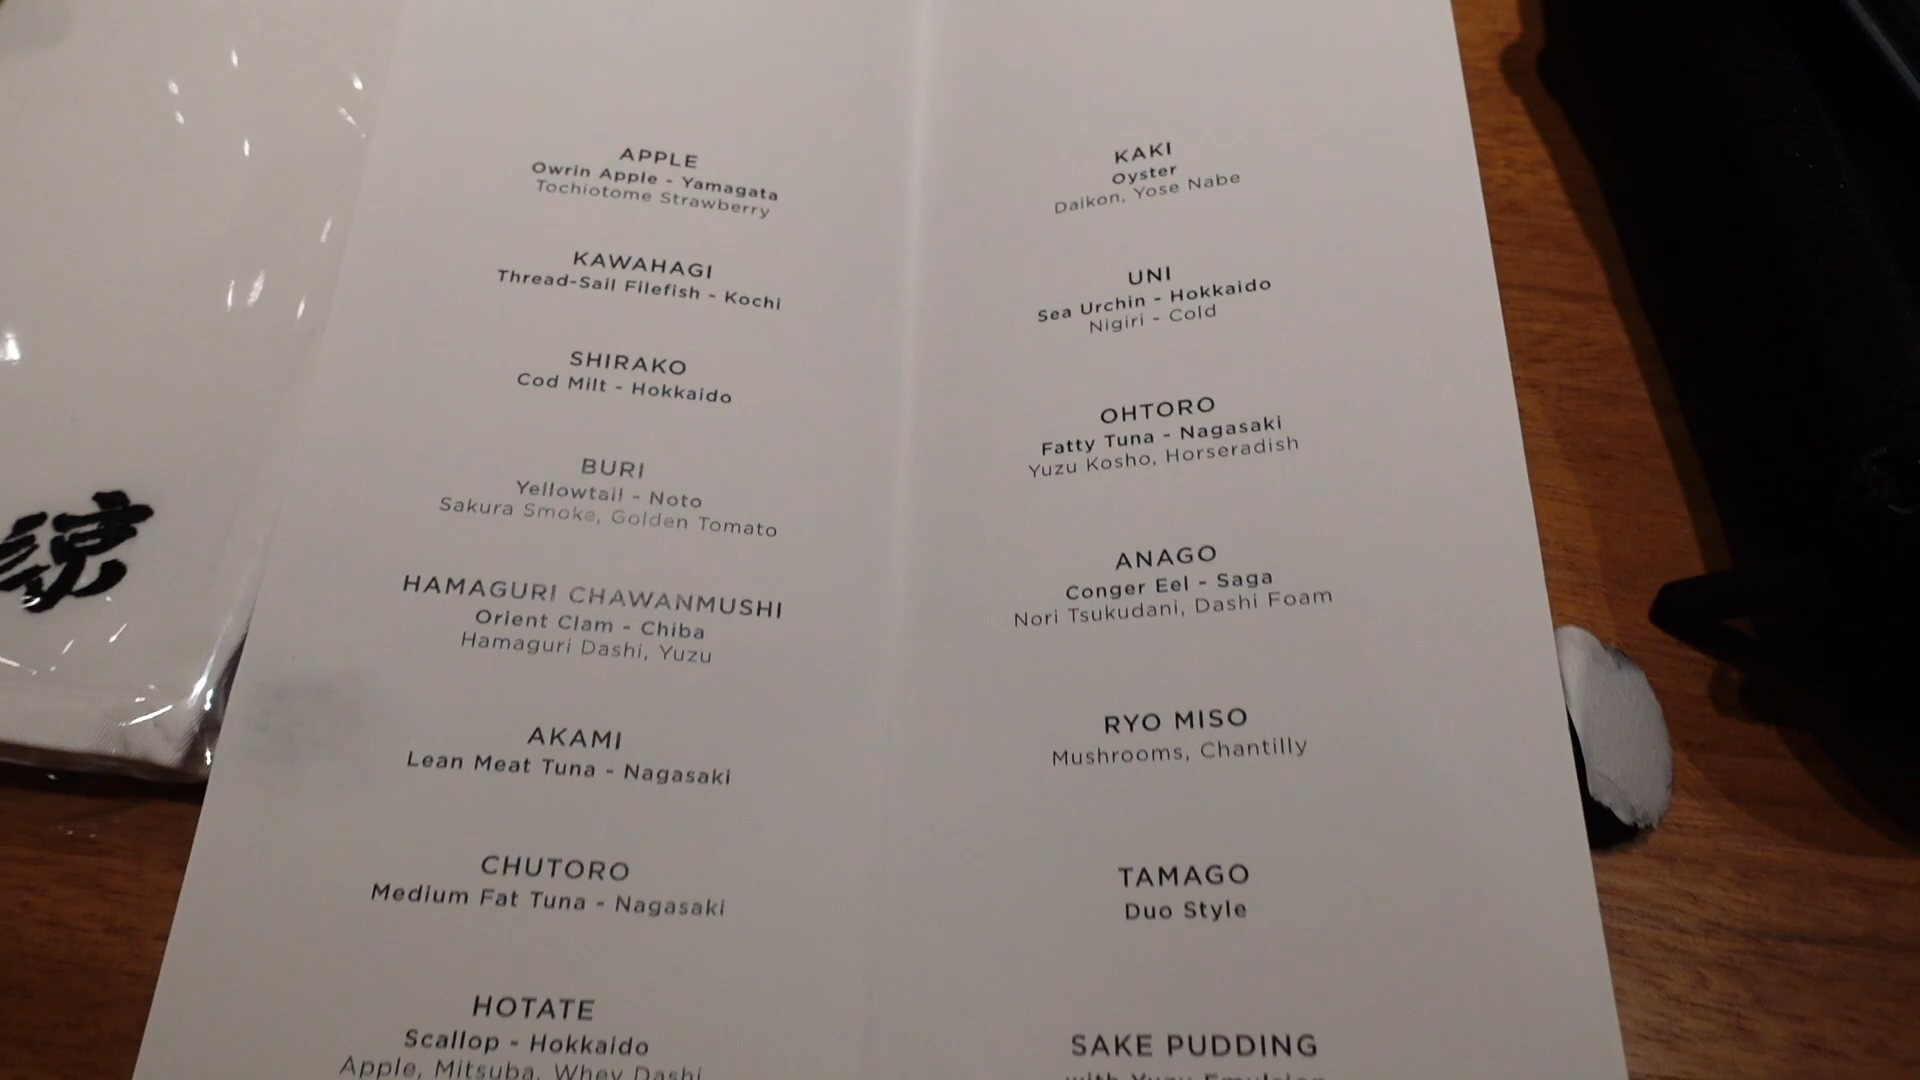 APPLE
Owrin Apple - Yamagata
Tochiotome Strawberry
KAWAHAGI
Thread-Sail Filefish - Kochi
SHIRAKO
Cod Milt - Hokkaido
BURI
Yellowtail - Noto
Sakura Smoke, Golden Tomato
HAMAGURI CHAWANMUSHI
Orient Clam - Chiba
Hamaguri Dashi, Yuzu
AKAMI
Lean Meat Tuna - Nagasaki
CHUTORO
Medium Fat Tuna - Nagasaki
HOTATE
Scallop - Hokkaido
Apple, Mitsuba, Whey Dashi
KAKI
Oyster
Daikon, Yose Nabe
UNI
Sea Urchin - Hokkaido
Nigiri - Cold
OHTORO
Fatty Tuna - Nagasaki
Yuzu Kosho, Horseradish
ANAGO
Conger Eel - Saga
Nori Tsukudani, Dashi Foam
RYO MISO
Mushrooms, Chantilly
TAMAGO
Duo Style
SAKE PUDDING
with Yuzu Emulsion